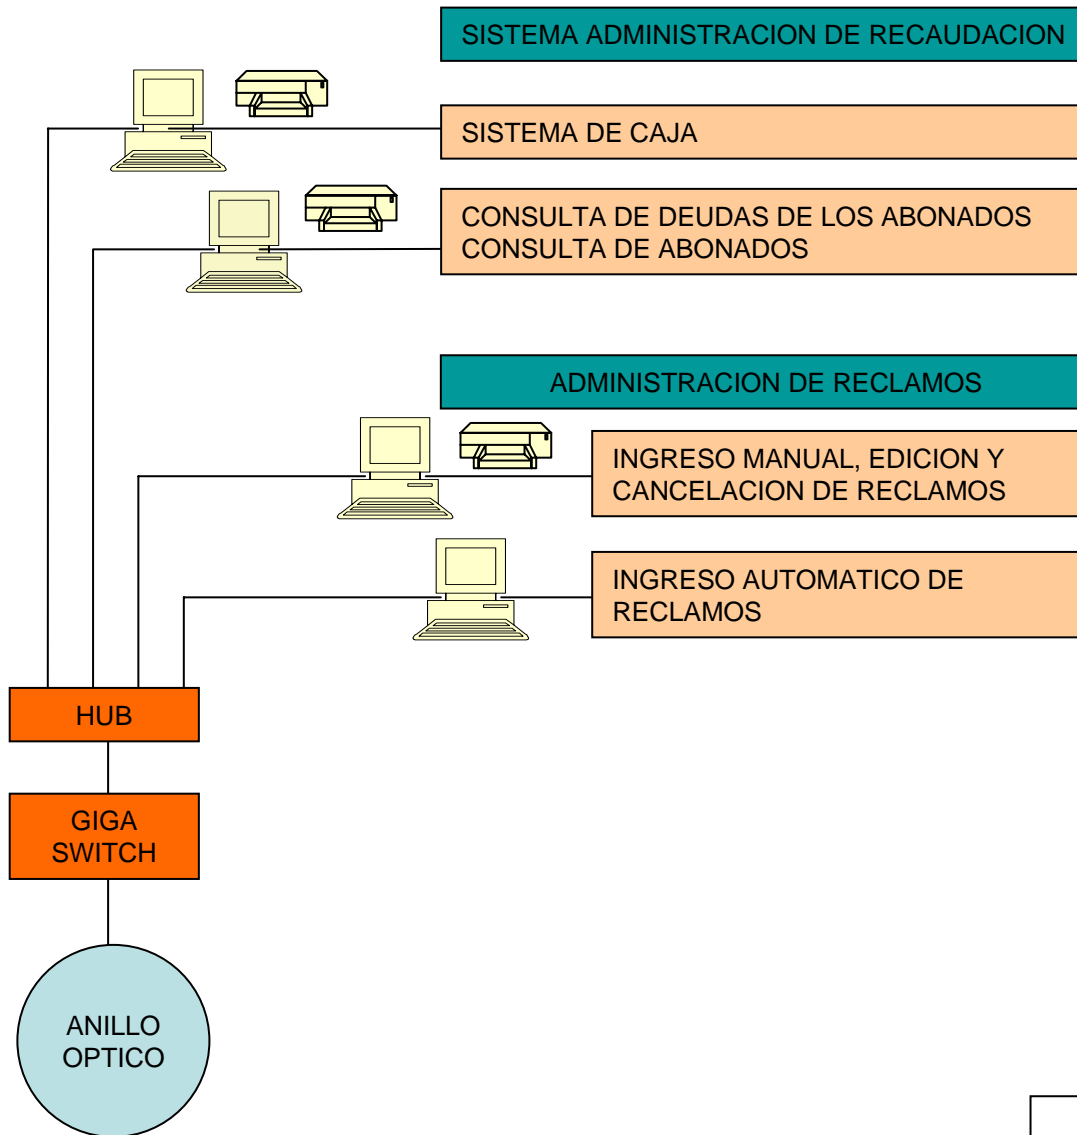 SISTEMA ADMINISTRACION DE RECAUDACION
SISTEMA DE CAJA
CONSULTA DE DEUDAS DE LOS ABONADOS
CONSULTA DE ABONADOS
ADMINISTRACION DE RECLAMOS
INGRESO MANUAL, EDICION Y
CANCELACION DE RECLAMOS
INGRESO AUTOMATICO DE
RECLAMOS
HUB
GIGA
SWITCH
ANILLO
OPTICO